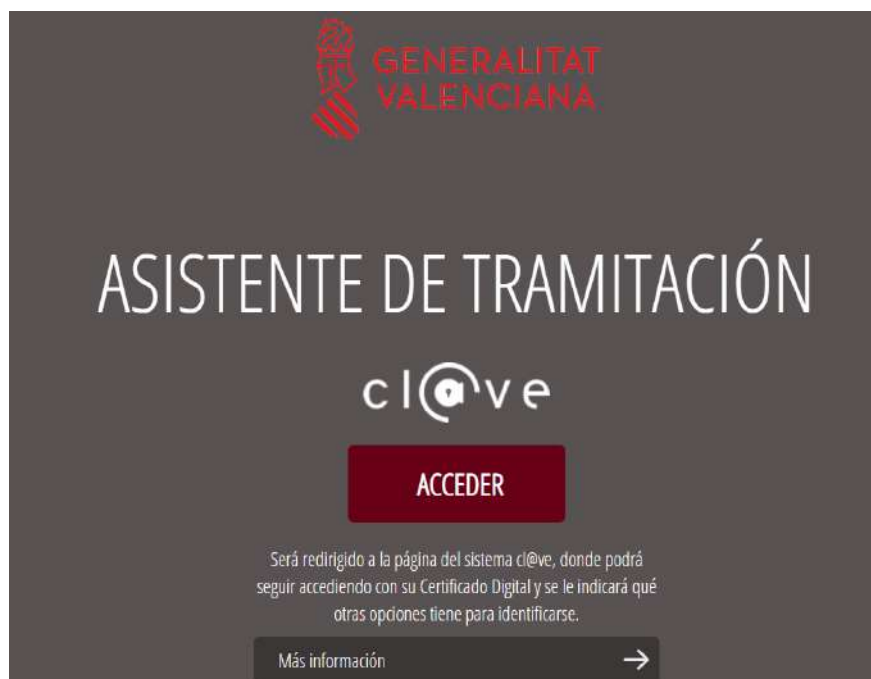 GENERALITAT
VALENCIANA
ASISTENTE DE TRAMITACIÓN
cl@ve
ACCEDER
Será redirigido a la página del sistema cl@ve, donde podrá
seguir accediendo con su Certificado Digital y se le indicará qué
otras opciones tiene para identificarse.
Más información →